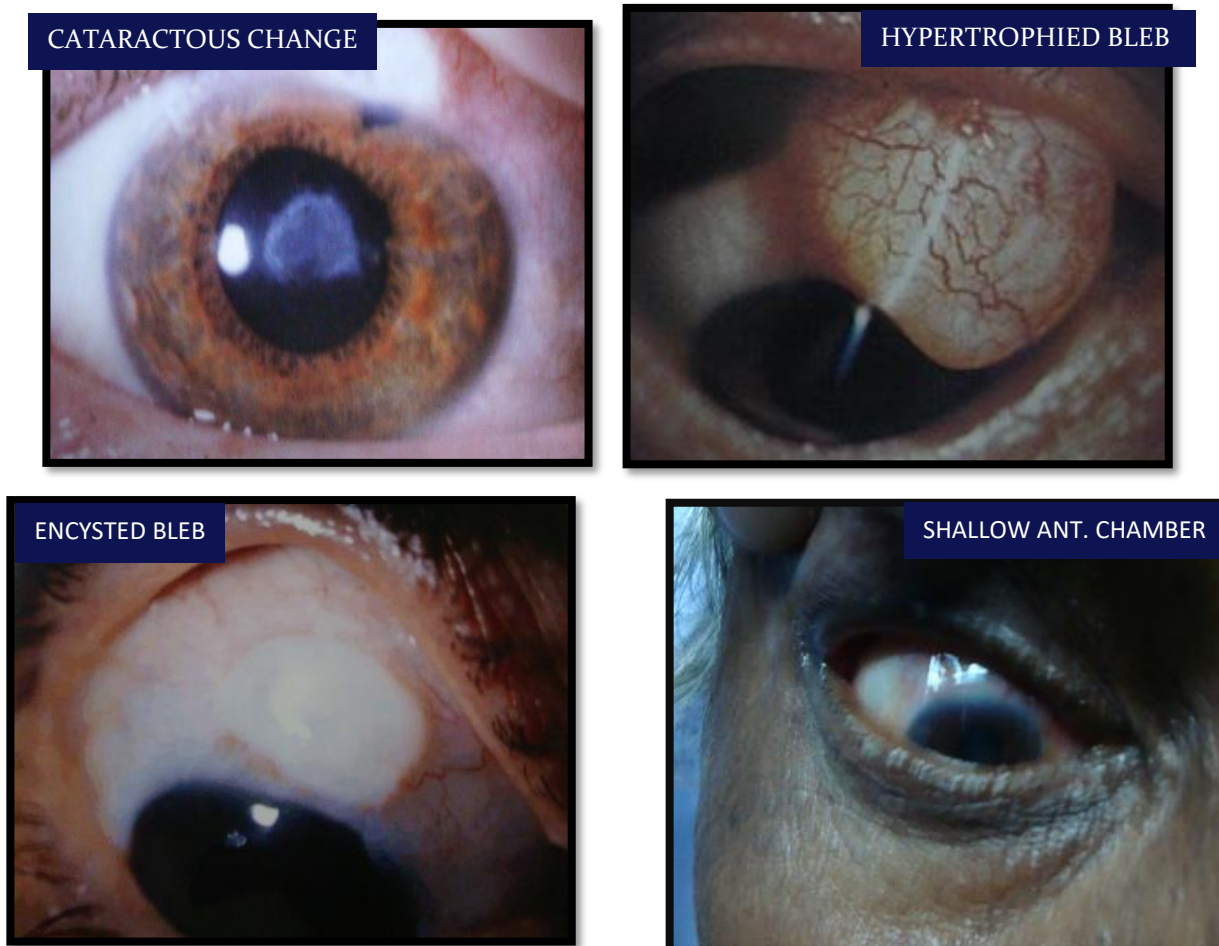 CATARACTOUS CHANGE
HYPERTROPHIED BLEB
ENCYSTED BLEB
SHALLOW ANT. CHAMBER